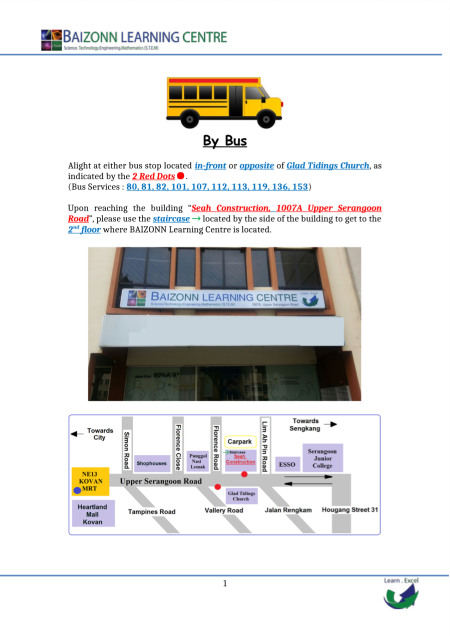 BAIZONN LEARNING CENTRE
Science.Technology.Engineering.Mathematics (S.T.E.M)
By Bus
Alight at either bus stop located in-front or opposite of Glad Tidings Church, as
indicated by the 2 Red Dots .
(Bus Services : 80, 81, 82, 101, 107, 112, 113, 119, 136, 153)
Upon reaching the building "Seah Construction, 1007A Upper Serangoon
Road", please use the staircase → located by the side of the building to get to the
2nd floor where BAIZONN Learning Centre is located.
BAIZONN LEARNING CENTRE
Science.Technology.Engineering.Mathematics (S.T.E.M)
1007A, Upper Serangoon Road
Towards
City
Simon Road
Shophouses
Florence Close
Punggol
Nasi
Lemak
Florence Road
Carpark
Staircase
Seah
Construction
Lim Ah Pin Road
Towards
Sengkang
ESSO
Serangoon
Junior
College
NE13
KOVAN
MRT
Upper Serangoon Road
Glad Tidings
Church
Heartland
Mall
Kovan
Tampines Road
Vallery Road
Jalan Rengkam
Hougang Street 31
1
Learn . Excel